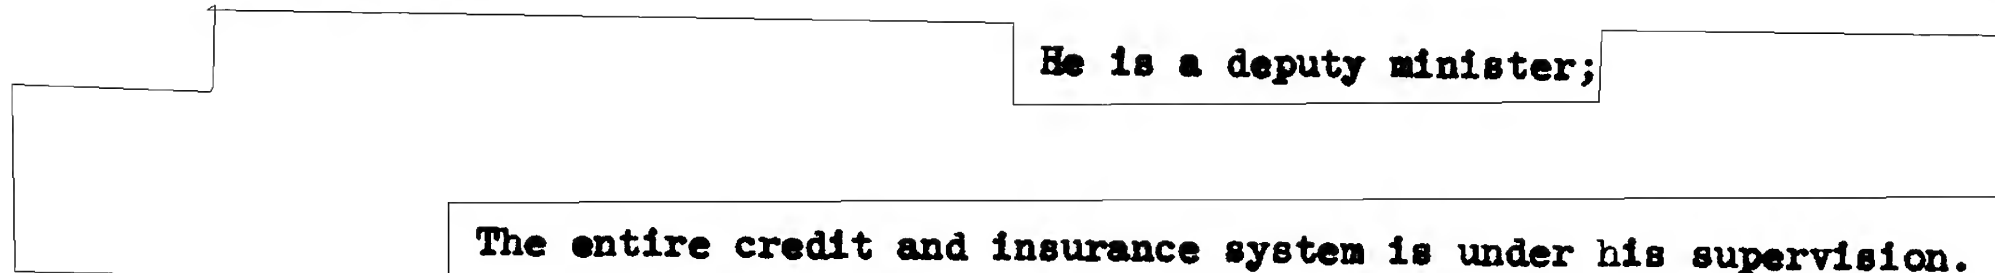 He is a deputy minister;
The entire credit and insurance system is under his supervision.